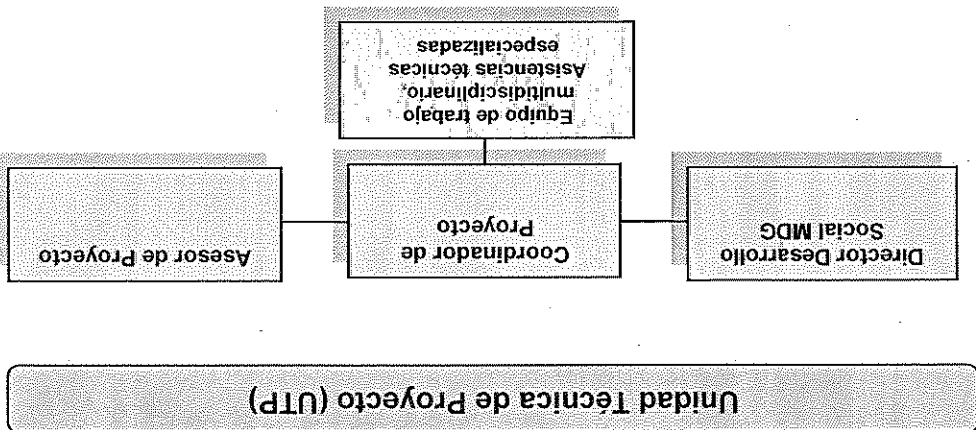 Unidad Técnica de Proyecto (UTP)
Director Desarrollo
Social MDG
Coordinador de
Proyecto
Asesor de Proyecto
Equipo de trabajo
multidisciplinario,
Asistencias técnicas
especializadas